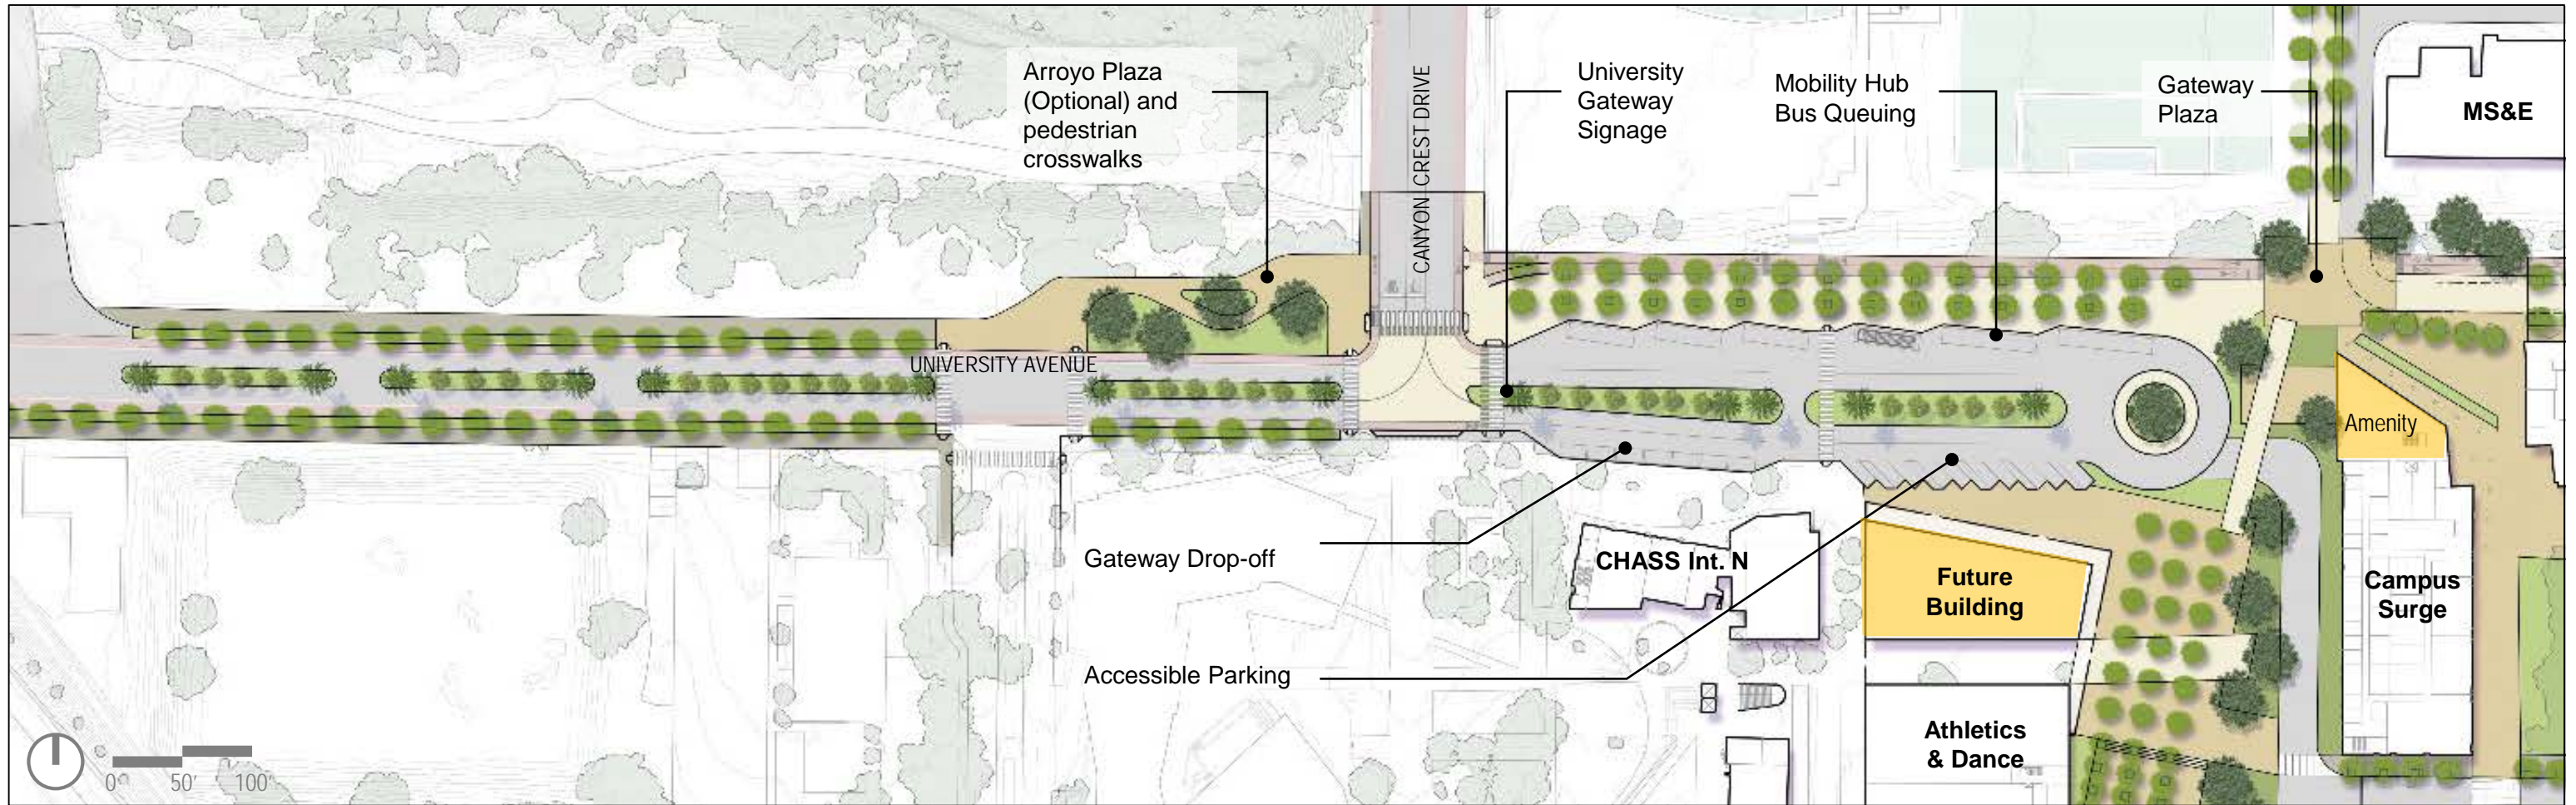 Arroyo Plaza
(Optional) and
pedestrian
crosswalks
CANYON CREST DRIVE
University
Gateway
Signage
Mobility Hub
Bus Queuing
Gateway
Plaza
MS&E
UNIVERSITY AVENUE
Amenity
Gateway Drop-off
CHASS Int. N
Future
Building
Campus
Surge
Accessible Parking
Athletics
& Dance
0' 50' 100'